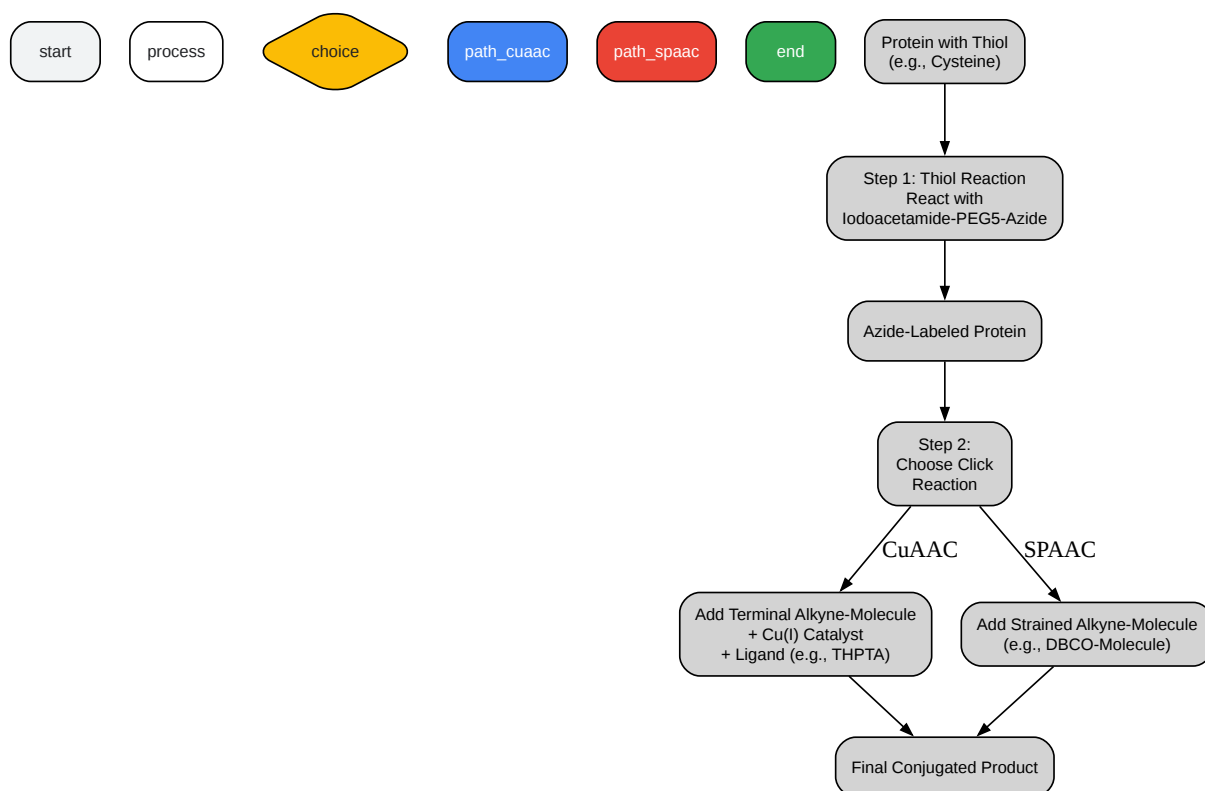 start
process
choice
path_cuaac
path_spaac
end
Protein with Thiol
(e.g., Cysteine)
Step 1: Thiol Reaction
React with
Iodoacetamide-PEG5-Azide
Azide-Labeled Protein
Step 2:
Choose Click
Reaction
CuAAC
SPAAC
Add Terminal Alkyne-Molecule
+ Cu(I) Catalyst
+ Ligand (e.g., THPTA)
Add Strained Alkyne-Molecule
(e.g., DBCO-Molecule)
Final Conjugated Product